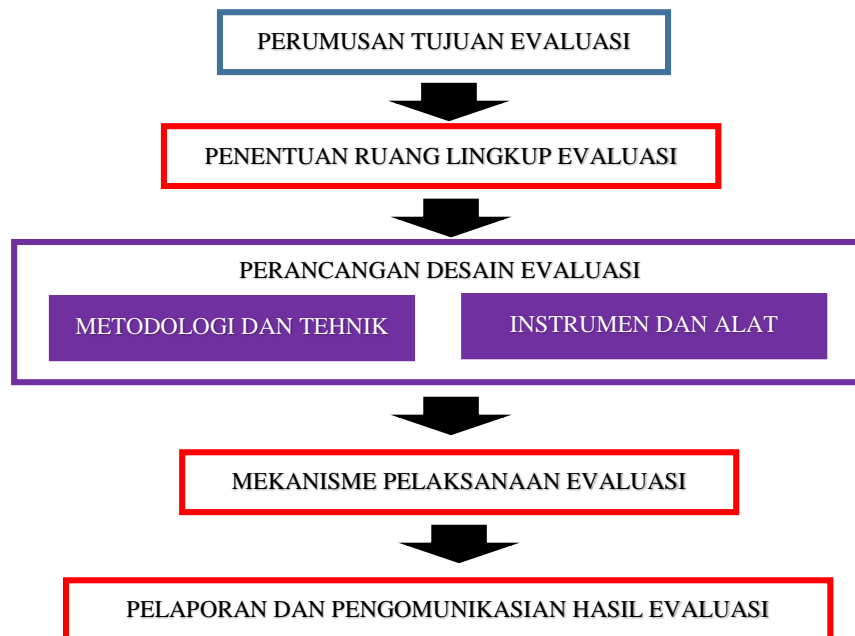 PERUMUSAN TUJUAN EVALUASI
PENENTUAN RUANG LINGKUP EVALUASI
PERANCANGAN DESAIN EVALUASI
METODOLOGI DAN TEHNIK
INSTRUMEN DAN ALAT
MEKANISME PELAKSANAAN EVALUASI
PELAPORAN DAN PENGOMUNIKASIAN HASIL EVALUASI